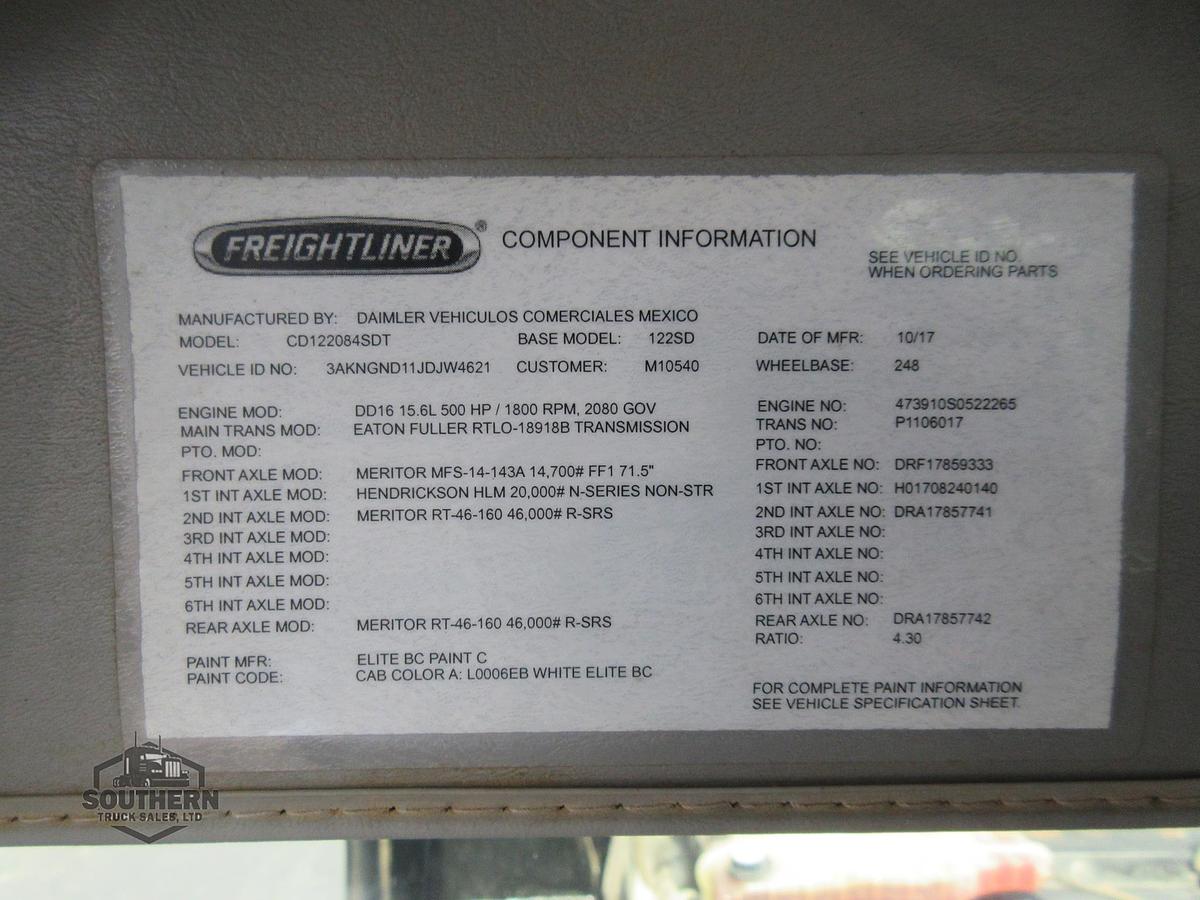 FREIGHTLINER ® COMPONENT INFORMATION
SEE VEHICLE ID NO.
WHEN ORDERING PARTS
MANUFACTURED BY: DAIMLER VEHICULOS COMERCIALES MEXICO
MODEL: CD122084SDT BASE MODEL: 122SD DATE OF MFR: 10/17
VEHICLE ID NO: 3AKNGND11JDJW4621 CUSTOMER: M10540 WHEELBASE: 248
ENGINE MOD: DD16 15.6L 500 HP / 1800 RPM, 2080 GOV ENGINE NO: 473910S0522265
MAIN TRANS MOD: EATON FULLER RTLO-18918B TRANSMISSION TRANS NO: P1106017
PTO. MOD: PTO. NO:
FRONT AXLE MOD: MERITOR MFS-14-143A 14,700# FF1 71.5" FRONT AXLE NO: DRF17859333
1ST INT AXLE MOD: HENDRICKSON HLM 20,000# N-SERIES NON-STR 1ST INT AXLE NO: H01708240140
2ND INT AXLE MOD: MERITOR RT-46-160 46,000# R-SRS 2ND INT AXLE NO: DRA17857741
3RD INT AXLE MOD: 3RD INT AXLE NO:
4TH INT AXLE MOD: 4TH INT AXLE NO:
5TH INT AXLE MOD: 5TH INT AXLE NO:
6TH INT AXLE MOD: 6TH INT AXLE NO:
REAR AXLE MOD: MERITOR RT-46-160 46,000# R-SRS REAR AXLE NO: DRA17857742
RATIO: 4.30
PAINT MFR: ELITE BC PAINT C
PAINT CODE: CAB COLOR A: L0006EB WHITE ELITE BC
FOR COMPLETE PAINT INFORMATION
SEE VEHICLE SPECIFICATION SHEET.
SOUTHERN
TRUCK SALES, LTD